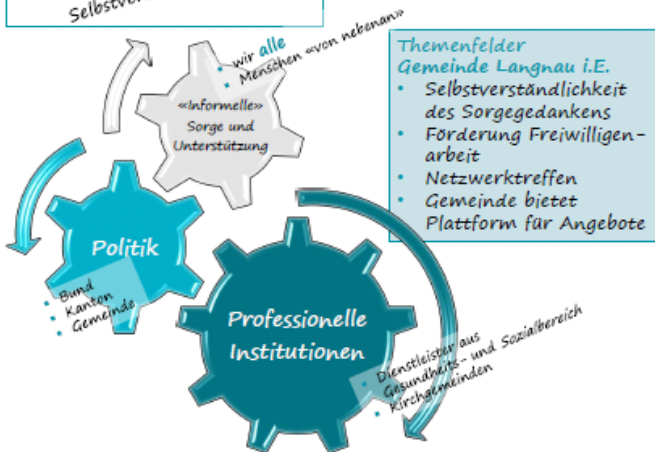 wir alle
Menschen «von nebenan»
«Informelle»
Sorge und
Unterstützung
Themenfelder
Gemeinde Langnau i.E.
• Selbstverständlichkeit
des Sorgegedankens
• Förderung Freiwilligen-
arbeit
• Netzwerktreffen
• Gemeinde bietet
Plattform für Angebote
Politik
Bund
Kanton
Gemeinde
Professionelle
Institutionen
Dienstleister aus
Gesundheits- und Sozialbereich
Kirchgemeinden